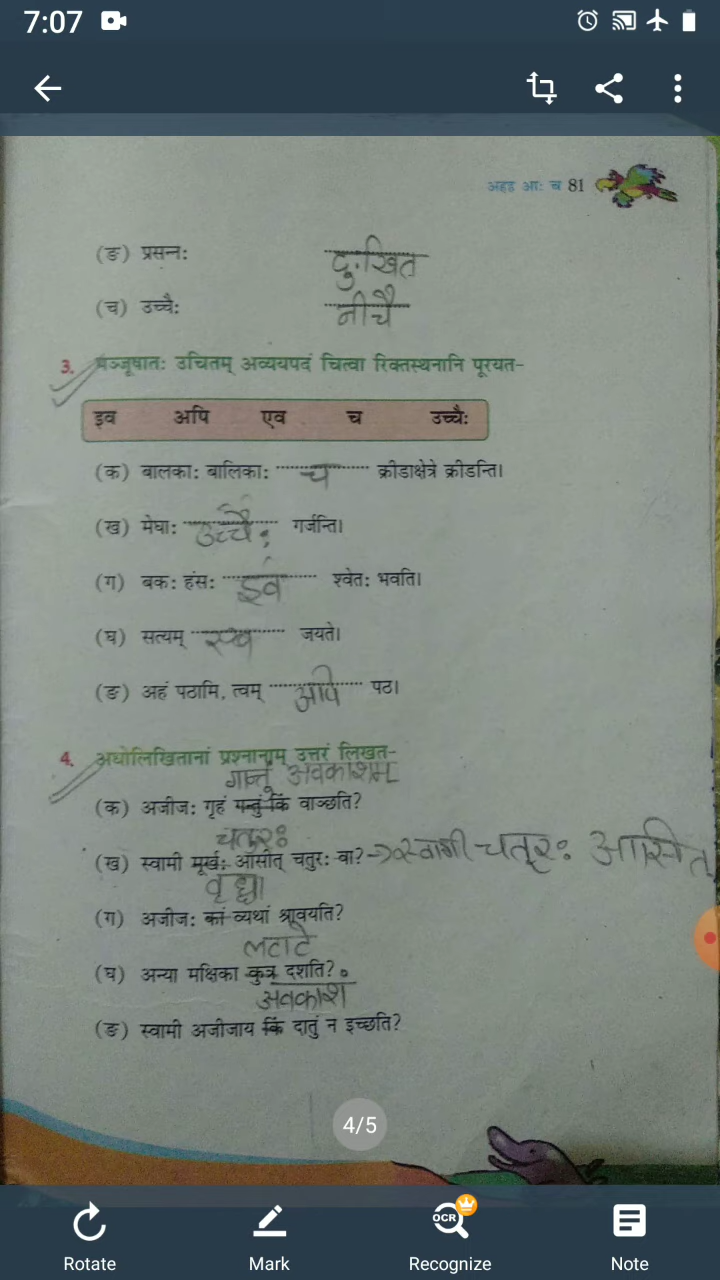 7:07
अहह आः च 81
(ङ) प्रसन्नः दुःखित
(च) उच्चैः नीचै
3. मञ्जूषातः उचितम् अव्ययपदं चित्वा रिक्तस्थनानि पूरयत-
इव अपि एव च उच्चैः
(क) बालकाः बालिकाः च क्रीडाक्षेत्रे क्रीडन्ति।
(ख) मेघाः उच्चैः गर्जन्ति।
(ग) बकः हंसः इव श्वेतः भवति।
(घ) सत्यम् एव जयते।
(ङ) अहं पठामि, त्वम् अपि पठ।
4. अधोलिखितानां प्रश्नानाम् उत्तरं लिखत-
गन्तुं अवकाशम
(क) अजीजः गृहं गन्तुं किं वाञ्छति?
चतुरः
(ख) स्वामी मूर्खः आसीत् चतुरः वा? → स्वामी चतूरः आसित
वृद्धा
(ग) अजीजः कां व्यथां श्रावयति?
ललाटे
(घ) अन्या मक्षिका कुत्र दशति?
अवकाश
(ङ) स्वामी अजीजाय किं दातुं न इच्छति?
4/5
Rotate Mark OCR Recognize Note